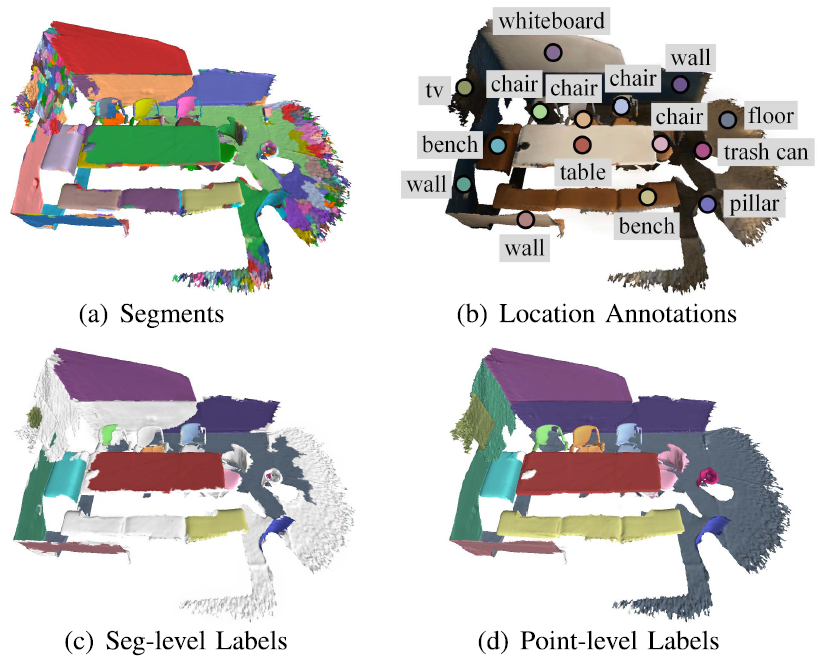 whiteboard
wall
tv
chair
chair
chair
chair
floor
bench
trash can
table
wall
pillar
bench
wall
(a) Segments
(b) Location Annotations
(c) Seg-level Labels
(d) Point-level Labels